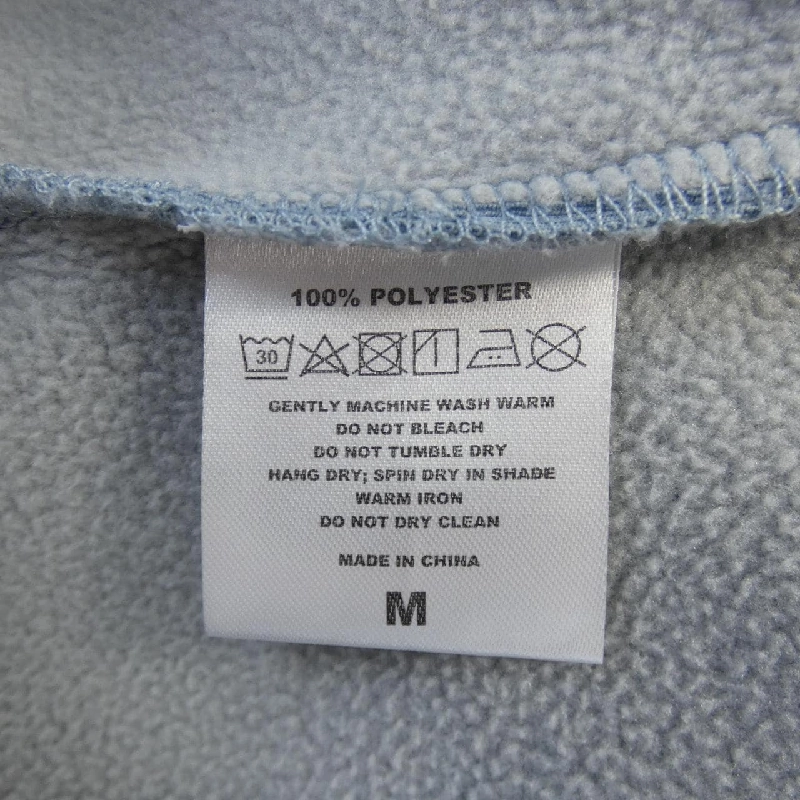 100% POLYESTER
30
GENTLY MACHINE WASH WARM
DO NOT BLEACH
DO NOT TUMBLE DRY
HANG DRY; SPIN DRY IN SHADE
WARM IRON
DO NOT DRY CLEAN
MADE IN CHINA
M